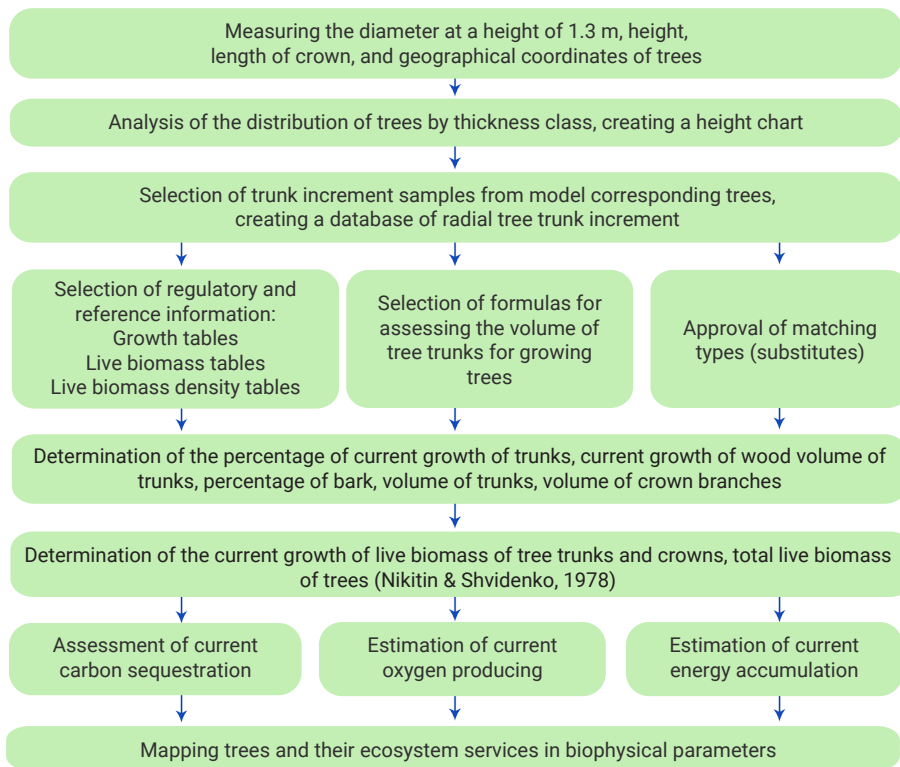 Measuring the diameter at a height of 1.3 m, height,
length of crown, and geographical coordinates of trees
Analysis of the distribution of trees by thickness class, creating a height chart
Selection of trunk increment samples from model corresponding trees,
creating a database of radial tree trunk increment
Selection of regulatory and
reference information:
Growth tables
Live biomass tables
Live biomass density tables
Selection of formulas for
assessing the volume of
tree trunks for growing
trees
Approval of matching
types (substitutes)
Determination of the percentage of current growth of trunks, current growth of wood volume of
trunks, percentage of bark, volume of trunks, volume of crown branches
Determination of the current growth of live biomass of tree trunks and crowns, total live biomass
of trees (Nikitin & Shvidenko, 1978)
Assessment of current
carbon sequestration
Estimation of current
oxygen producing
Estimation of current
energy accumulation
Mapping trees and their ecosystem services in biophysical parameters